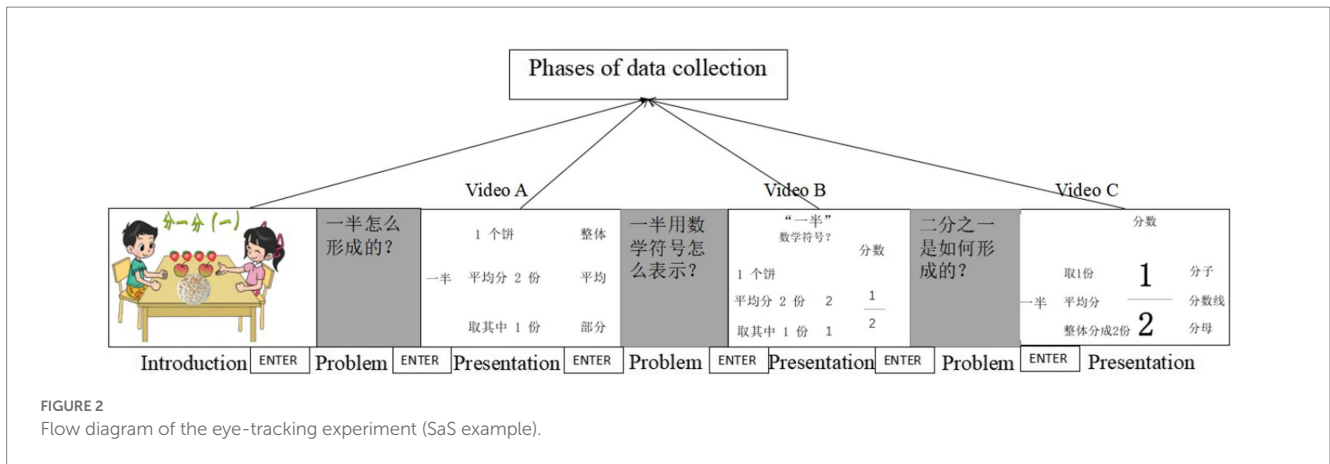 Phases of data collection
Video A
Video B
Video C
分一分(一)
一半怎么
形成的?
1 个饼 整体
一半 平均分 2 份 平均
取其中 1 份 部分
一半用数
学符号怎
么表示?
“一半”
数学符号?
分数
1 个饼
平均分 2 份 2 1
取其中 1 份 1 2
二分之一
是如何形
成的?
分数
取1份 1 分子
一半 平均分 分数线
整体分成2份 2 分母
Introduction ENTER Problem ENTER Presentation ENTER Problem ENTER Presentation ENTER Problem ENTER Presentation
FIGURE 2
Flow diagram of the eye-tracking experiment (SaS example).